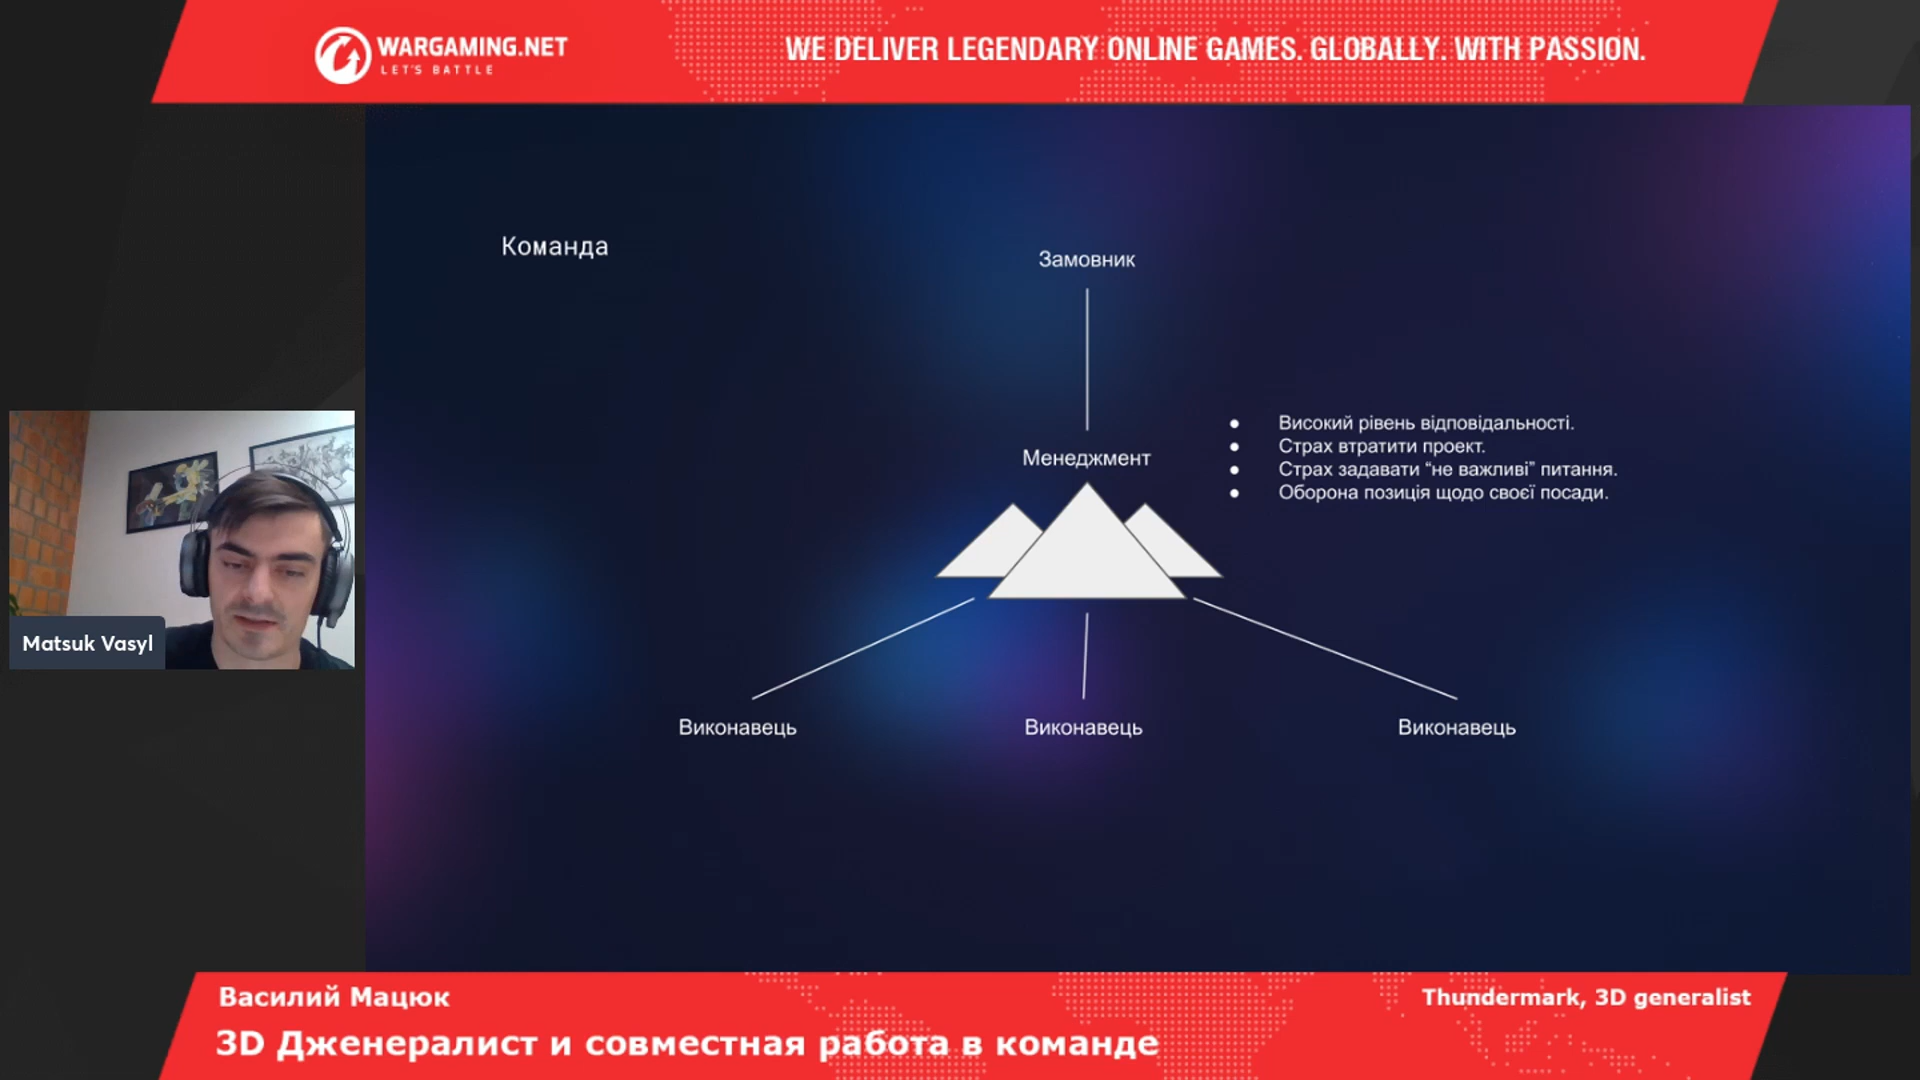 WARGAMING.NET
LET'S BATTLE
WE DELIVER LEGENDARY ONLINE GAMES. GLOBALLY. WITH PASSION.
Команда
Замовник
Менеджмент
Високий рівень відповідальності.
Страх втратити проект.
Страх задавати “не важливі” питання.
Оборона позиція щодо своєї посади.
Matsuk Vasyl
Виконавець
Виконавець
Виконавець
Василий Мацюк
Thundermark, 3D generalist
3D Дженералист и совместная работа в команде